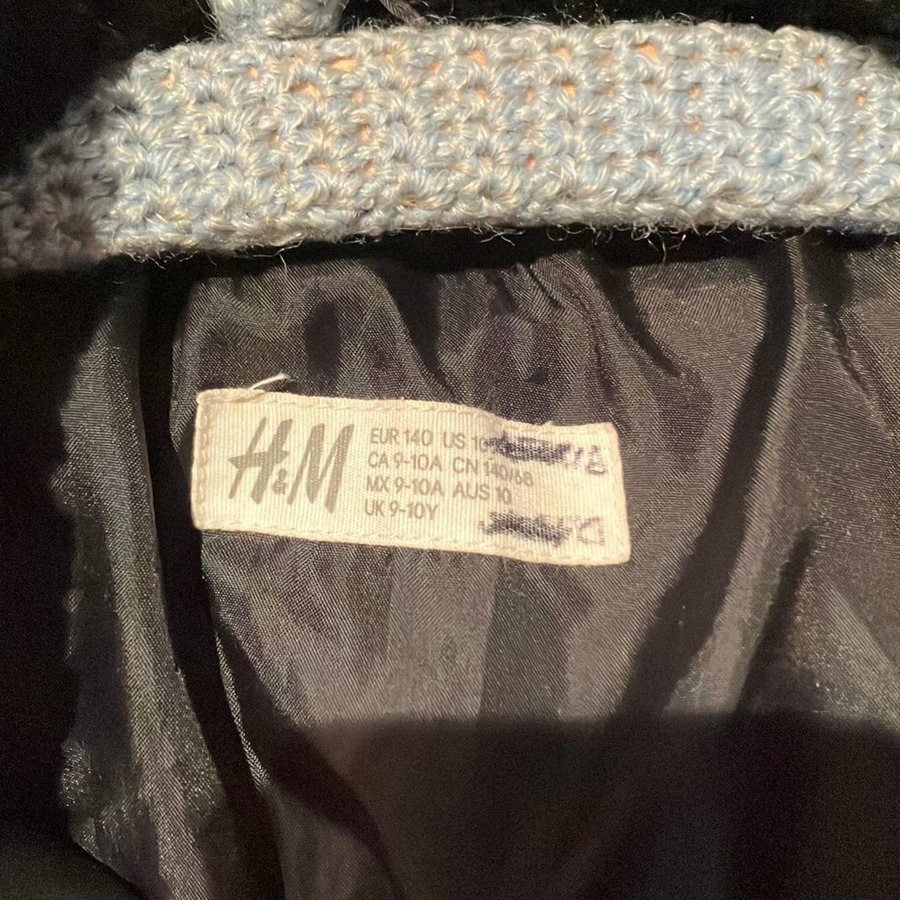 H&M
EUR 140 US 10
CA 9-10A CN 140/68
MX 9-10A AUS 10
UK 9-10Y